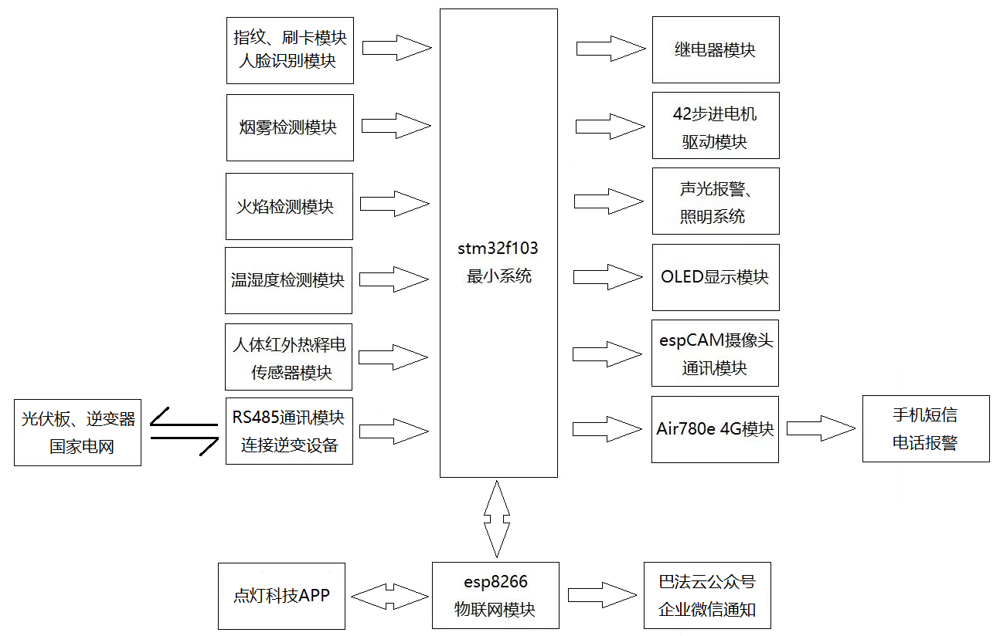 指纹、刷卡模块
人脸识别模块
烟雾检测模块
火焰检测模块
温湿度检测模块
人体红外热释电
传感器模块
RS485通讯模块
连接逆变设备
光伏板、逆变器
国家电网
stm32f103
最小系统
继电器模块
42步进电机
驱动模块
声光报警、
照明系统
OLED显示模块
espCAM摄像头
通讯模块
Air780e 4G模块
手机短信
电话报警
点灯科技APP
esp8266
物联网模块
巴法云公众号
企业微信通知